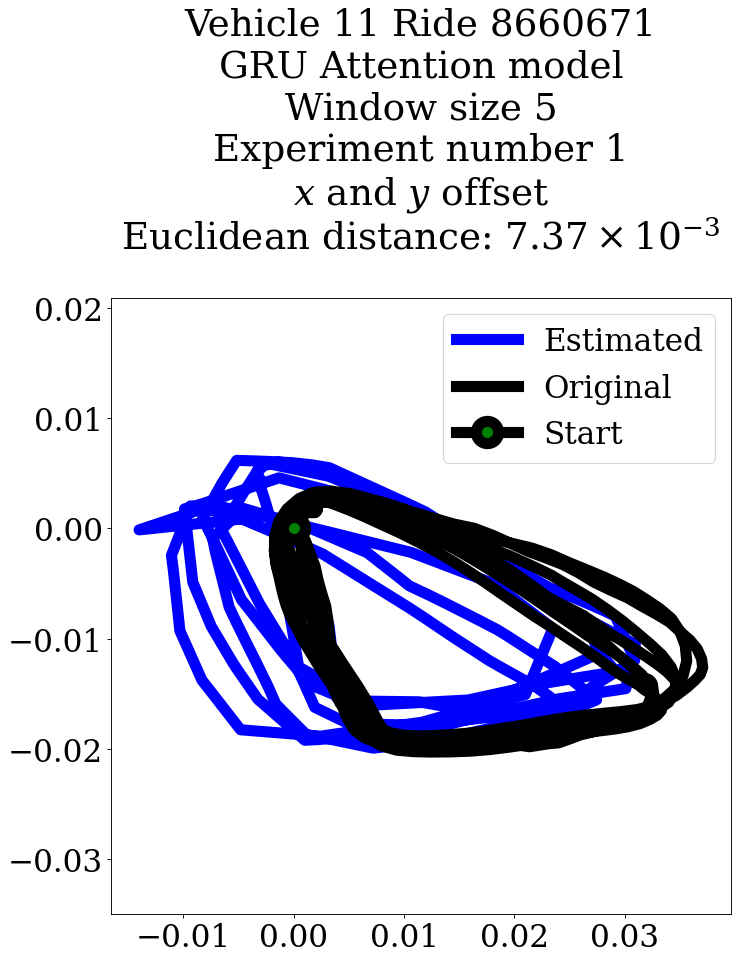 Vehicle 11 Ride 8660671
GRU Attention model
Window size 5
Experiment number 1
x and y offset
Euclidean distance: 7.37 × 10⁻³
0.02
0.01
0.00
−0.01
−0.02
−0.03
Estimated
Original
Start
−0.01 0.00 0.01 0.02 0.03